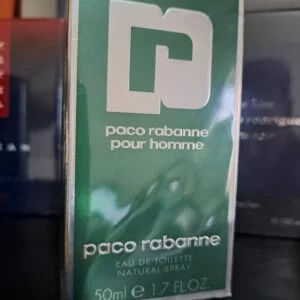 paco rabanne
pour homme
paco rabanne
EAU DE TOILETTE
NATURAL SPRAY
50ml ℮ 1.7 FL.OZ.